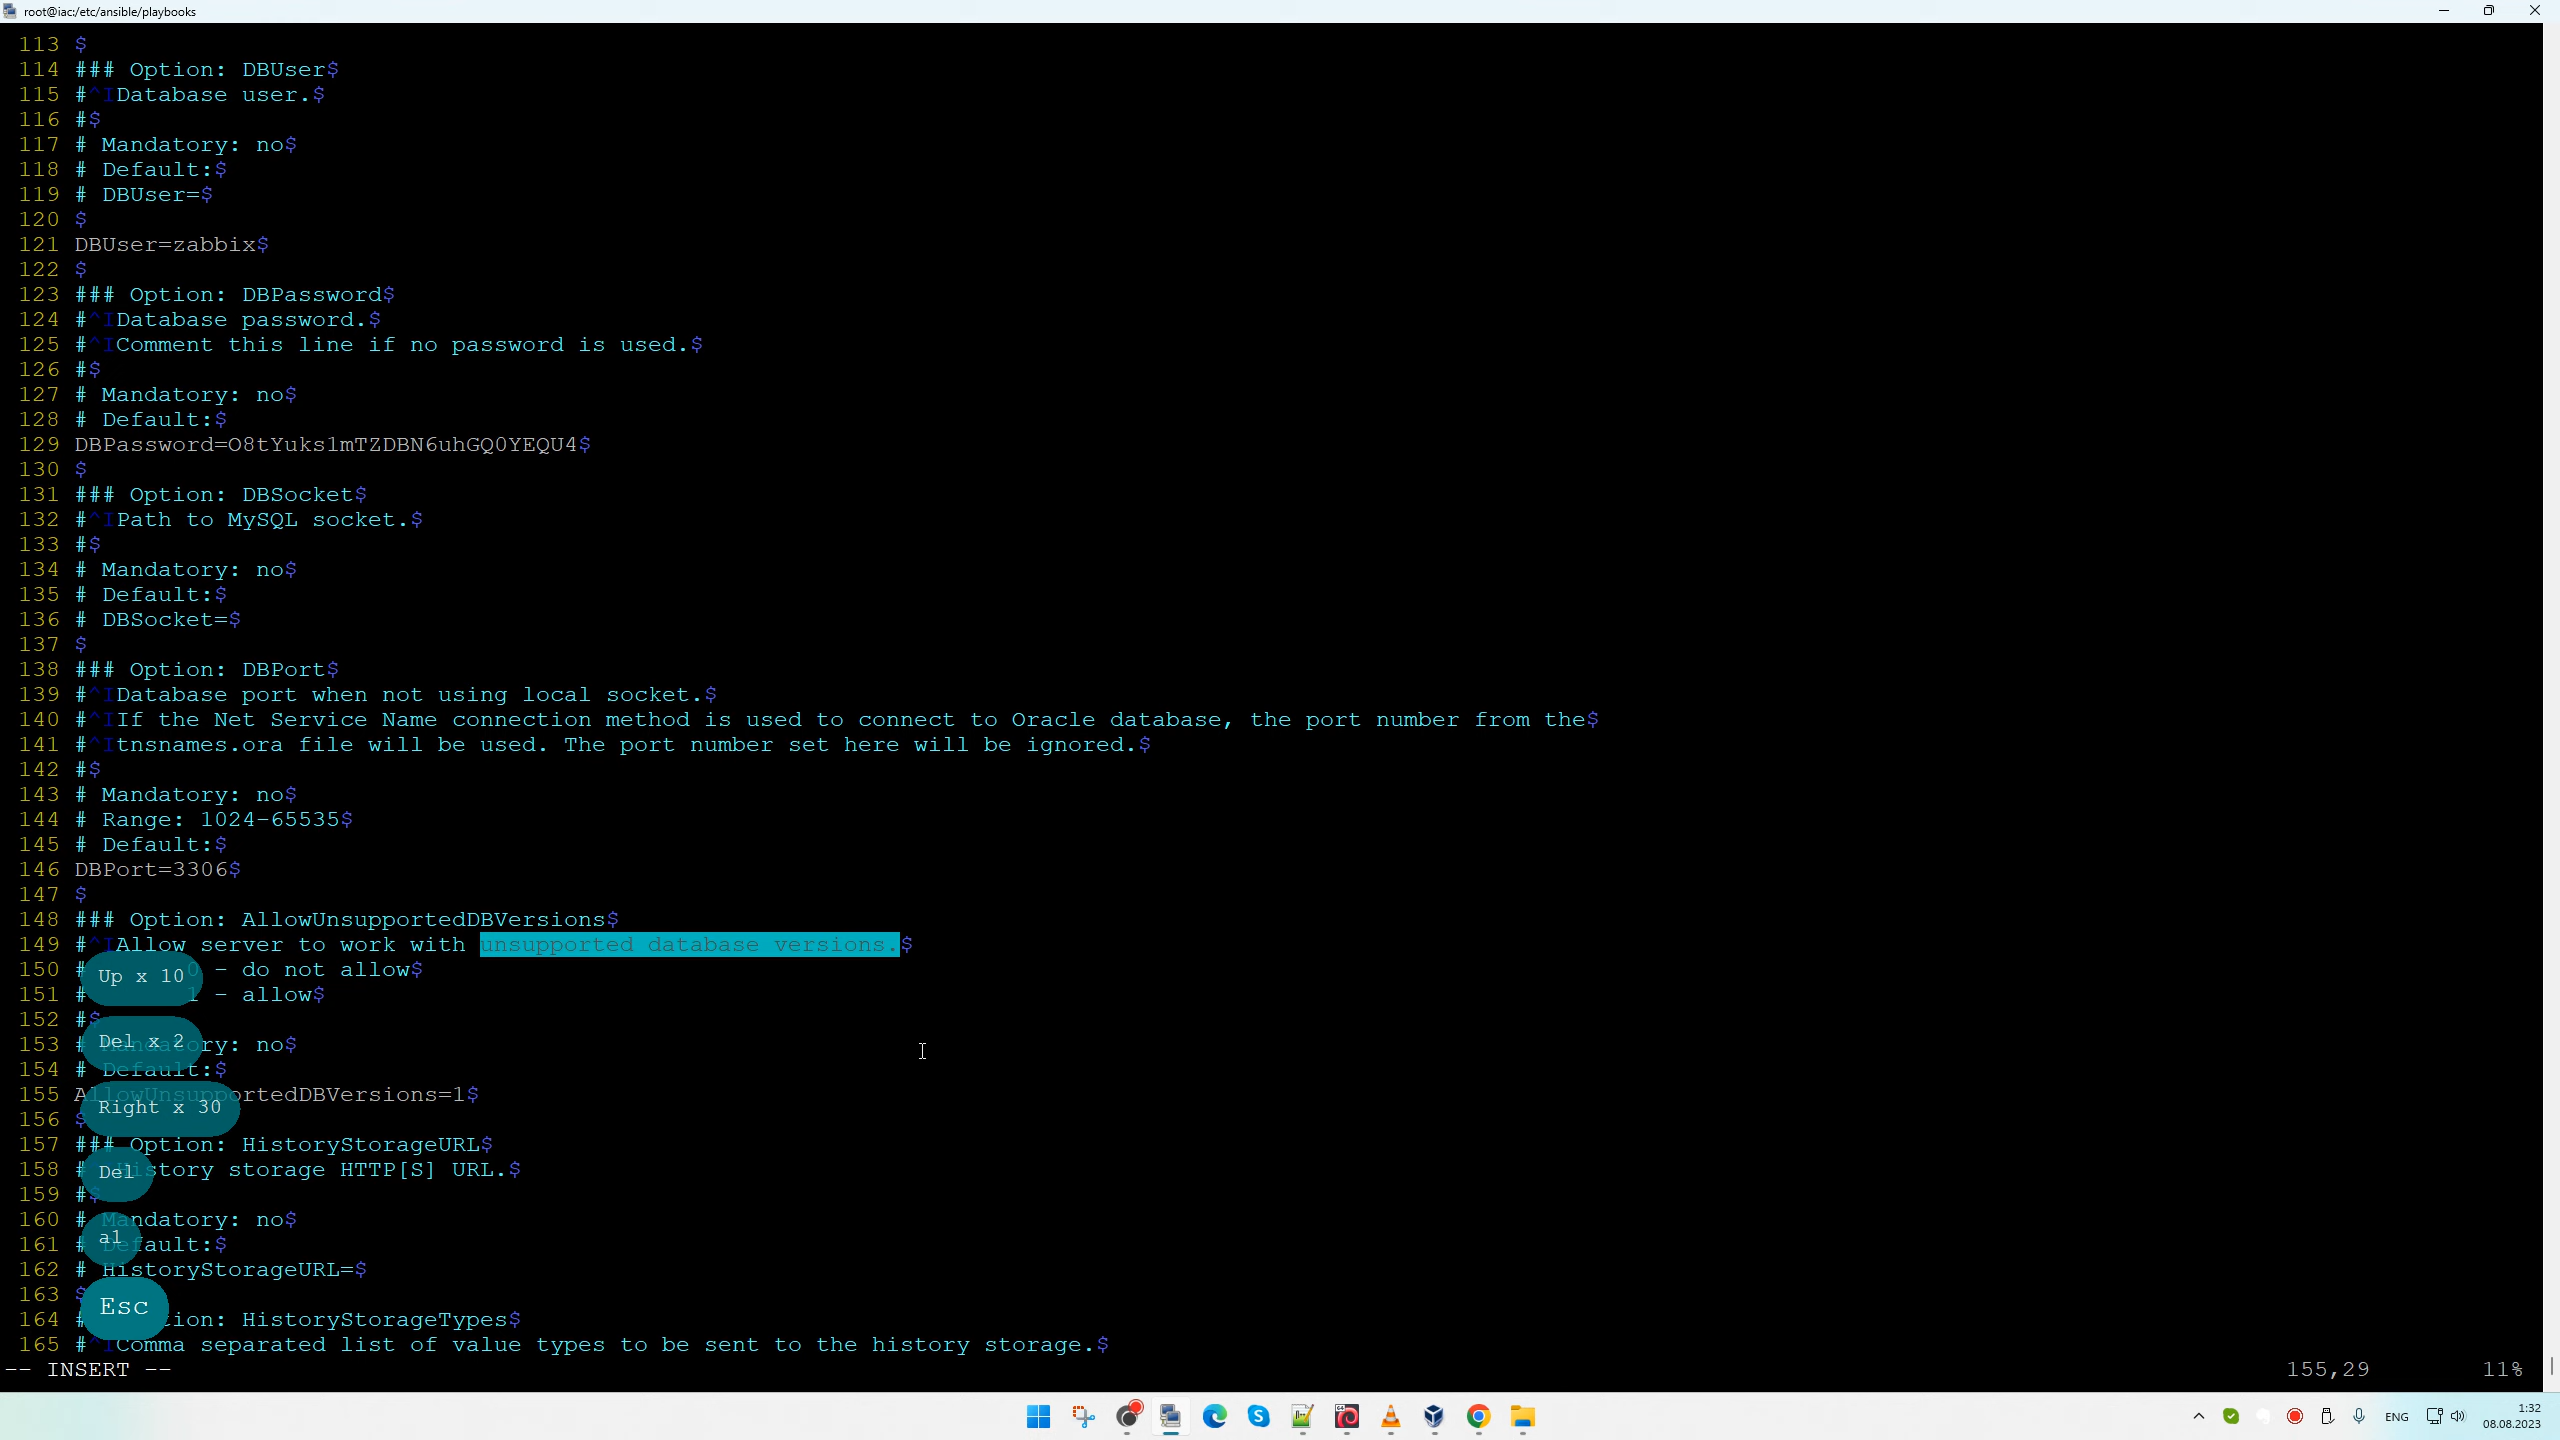 root@iac:/etc/ansible/playbooks
113 $
114 ### Option: DBUser$
115 #^IDatabase user.$
116 #$
117 # Mandatory: no$
118 # Default:$
119 # DBUser=$
120 $
121 DBUser=zabbix$
122 $
123 ### Option: DBPassword$
124 #^IDatabase password.$
125 #^IComment this line if no password is used.$
126 #$
127 # Mandatory: no$
128 # Default:$
129 DBPassword=O8tYuks1mTZDBN6uhGQ0YEQU4$
130 $
131 ### Option: DBSocket$
132 #^IPath to MySQL socket.$
133 #$
134 # Mandatory: no$
135 # Default:$
136 # DBSocket=$
137 $
138 ### Option: DBPort$
139 #^IDatabase port when not using local socket.$
140 #^IIf the Net Service Name connection method is used to connect to Oracle database, the port number from the$
141 #^Itnsnames.ora file will be used. The port number set here will be ignored.$
142 #$
143 # Mandatory: no$
144 # Range: 1024-65535$
145 # Default:$
146 DBPort=3306$
147 $
148 ### Option: AllowUnsupportedDBVersions$
149 #^IAllow server to work with unsupported database versions.$
150 # 0 - do not allow$
Up x 10
151 # 1 - allow$
152 #$
Del x 2
153 # Mandatory: no$
154 # Default:$
155 AllowUnsupportedDBVersions=1$
Right x 30
156 $
157 ### Option: HistoryStorageURL$
158 # History storage HTTP[S] URL.$
Del
159 #$
160 # Mandatory: no$
a1
161 # Default:$
162 # HistoryStorageURL=$
163 $
Esc
164 ### Option: HistoryStorageTypes$
165 #^IComma separated list of value types to be sent to the history storage.$
-- INSERT -- 155,29 11%
ENG 1:32
08.08.2023